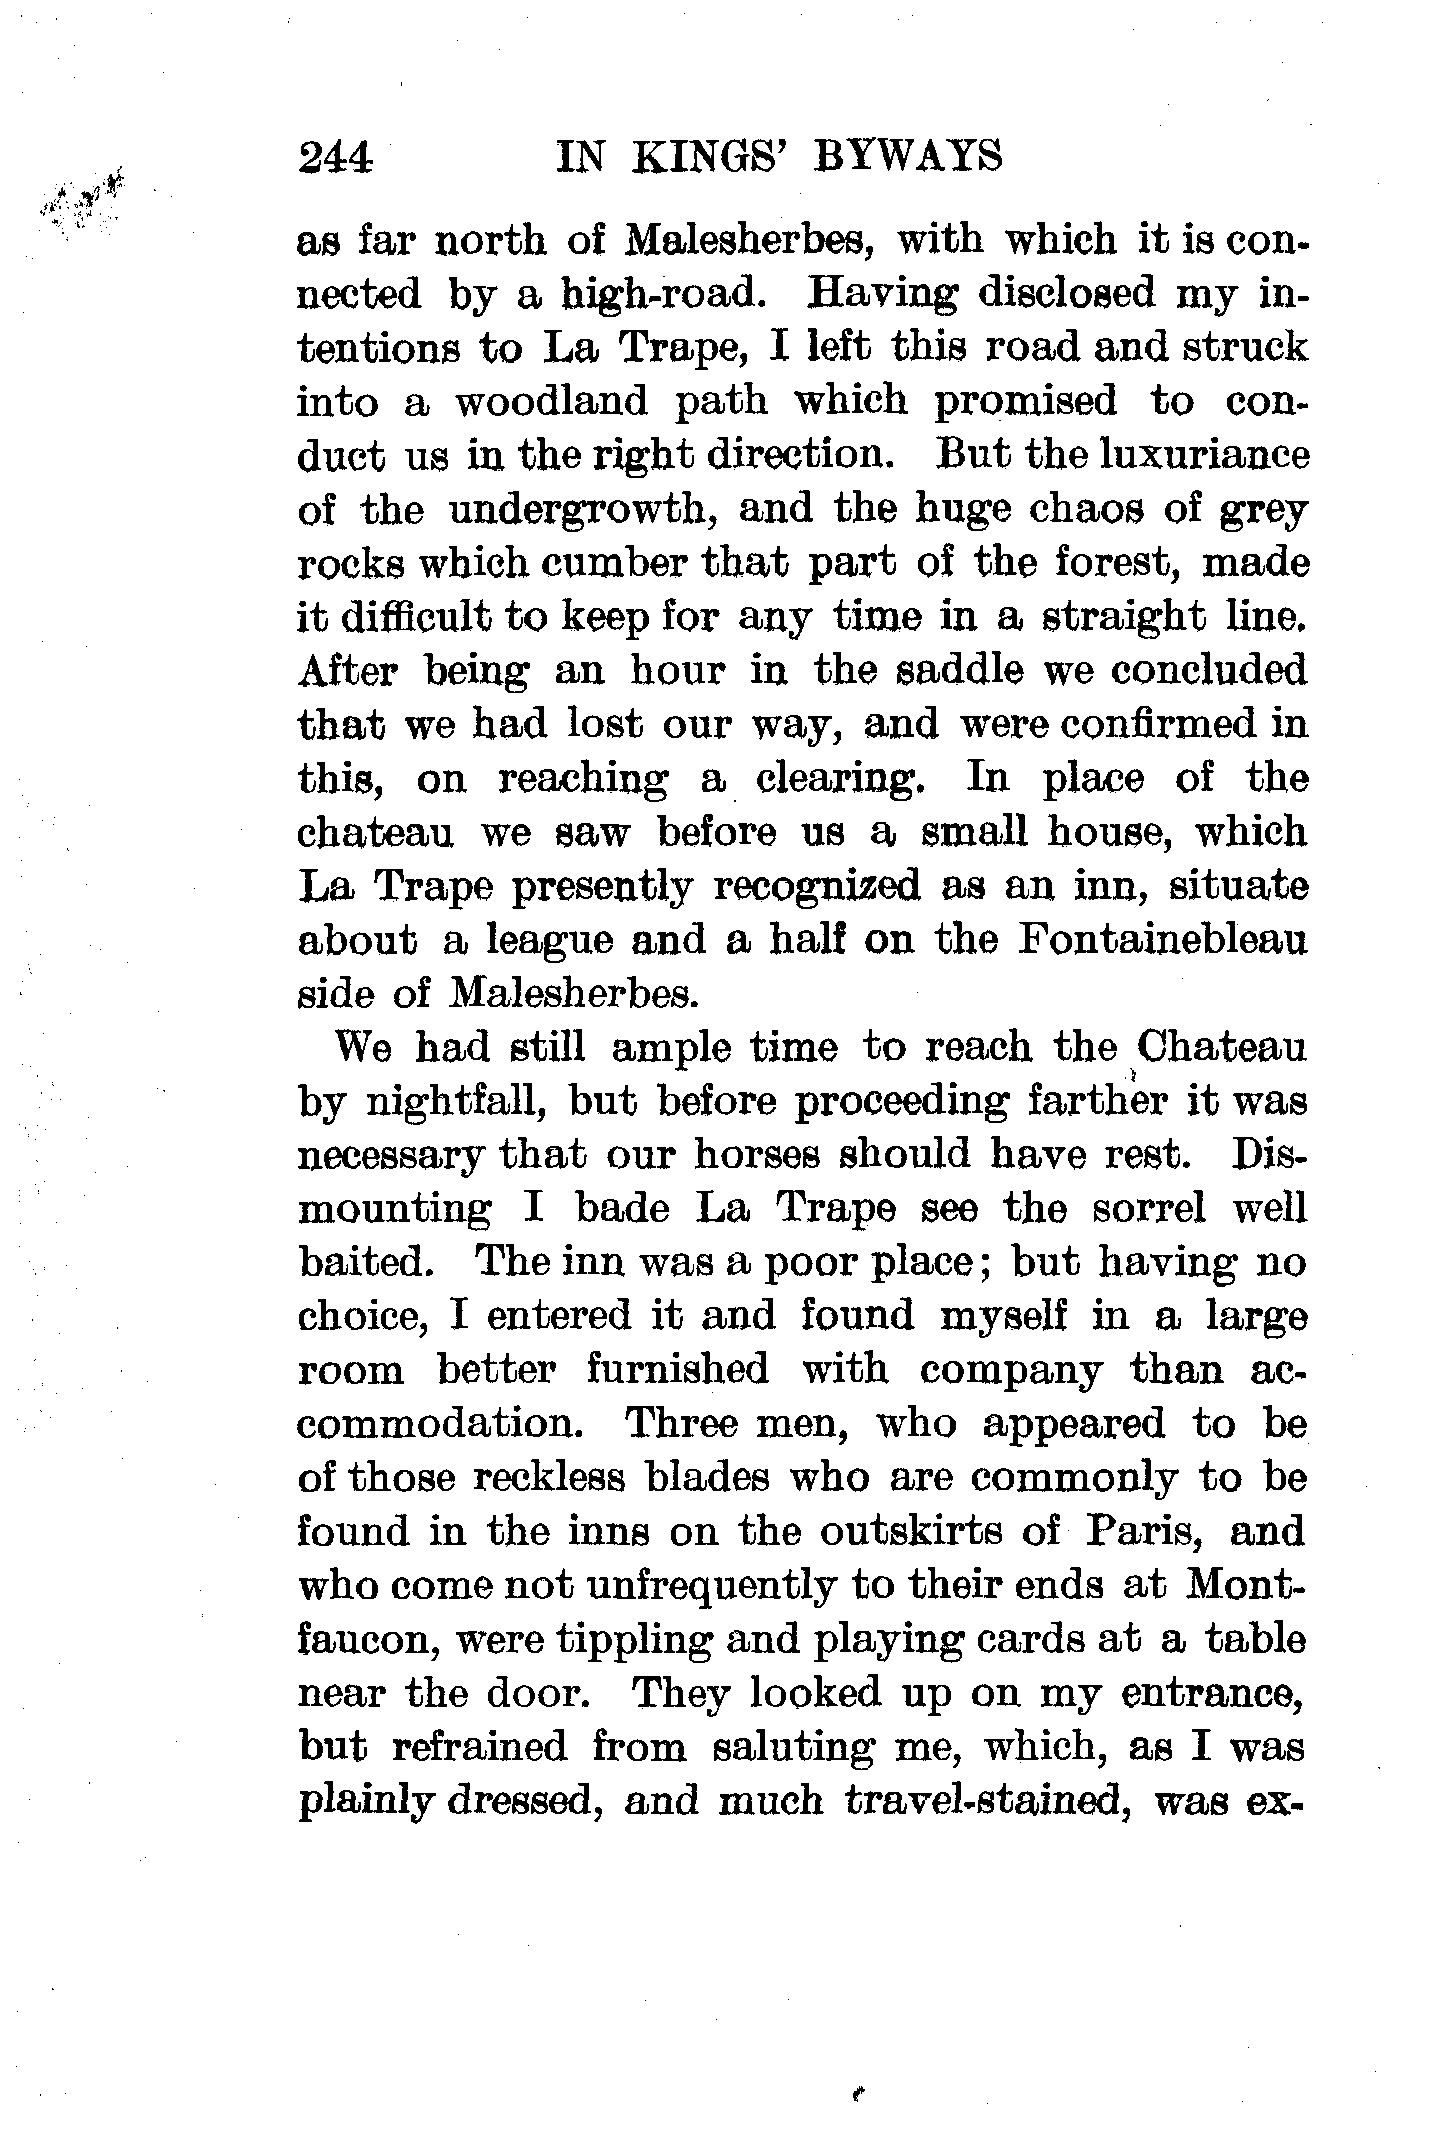 244 IN KINGS' BYWAYS
as far north of Malesherbes, with which it is con-
nected by a high-road. Having disclosed my in-
tentions to La Trape, I left this road and struck
into a woodland path which promised to con-
duct us in the right direction. But the luxuriance
of the undergrowth, and the huge chaos of grey
rocks which cumber that part of the forest, made
it difficult to keep for any time in a straight line.
After being an hour in the saddle we concluded
that we had lost our way, and were confirmed in
this, on reaching a clearing. In place of the
chateau we saw before us a small house, which
La Trape presently recognized as an inn, situate
about a league and a half on the Fontainebleau
side of Malesherbes.
We had still ample time to reach the Chateau
by nightfall, but before proceeding farther it was
necessary that our horses should have rest. Dis-
mounting I bade La Trape see the sorrel well
baited. The inn was a poor place; but having no
choice, I entered it and found myself in a large
room better furnished with company than ac-
commodation. Three men, who appeared to be
of those reckless blades who are commonly to be
found in the inns on the outskirts of Paris, and
who come not unfrequently to their ends at Mont-
faucon, were tippling and playing cards at a table
near the door. They looked up on my entrance,
but refrained from saluting me, which, as I was
plainly dressed, and much travel-stained, was ex-